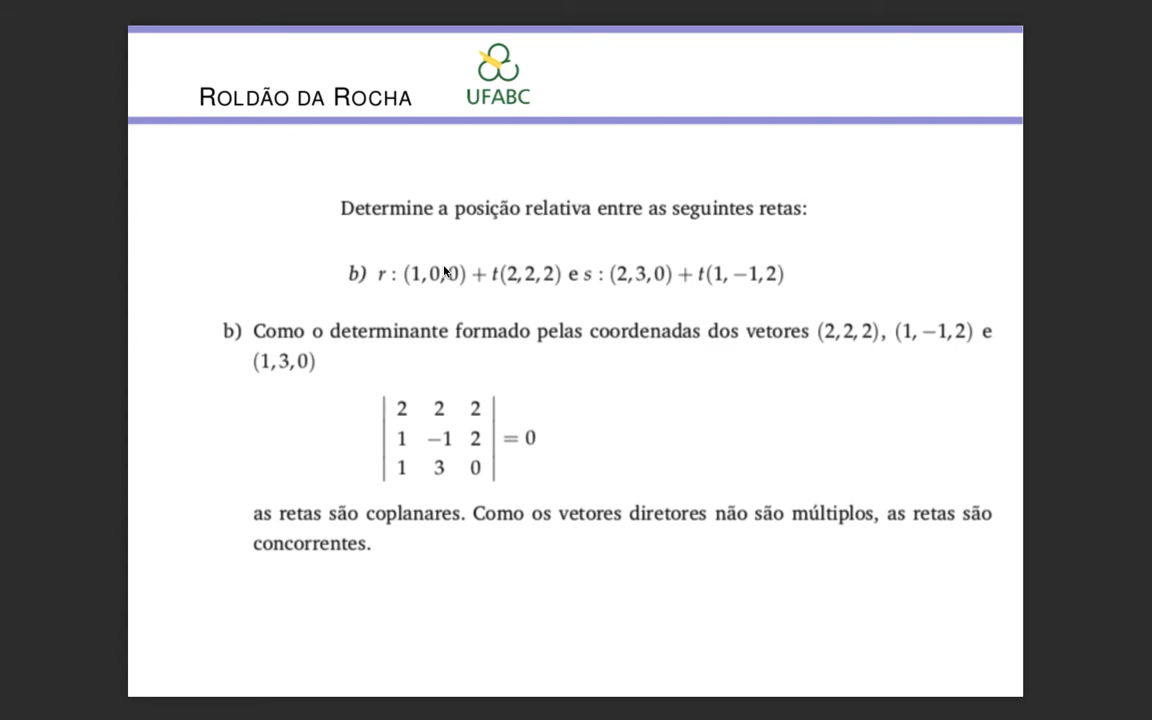 ROLDÃO DA ROCHA
UFABC
Determine a posição relativa entre as seguintes retas:
b) r : (1,0,0) + t(2,2,2) e s : (2,3,0) + t(1,−1,2)
b) Como o determinante formado pelas coordenadas dos vetores (2,2,2), (1,−1,2) e
(1,3,0)
2 2 2
1 −1 2 = 0
1 3 0
as retas são coplanares. Como os vetores diretores não são múltiplos, as retas são
concorrentes.